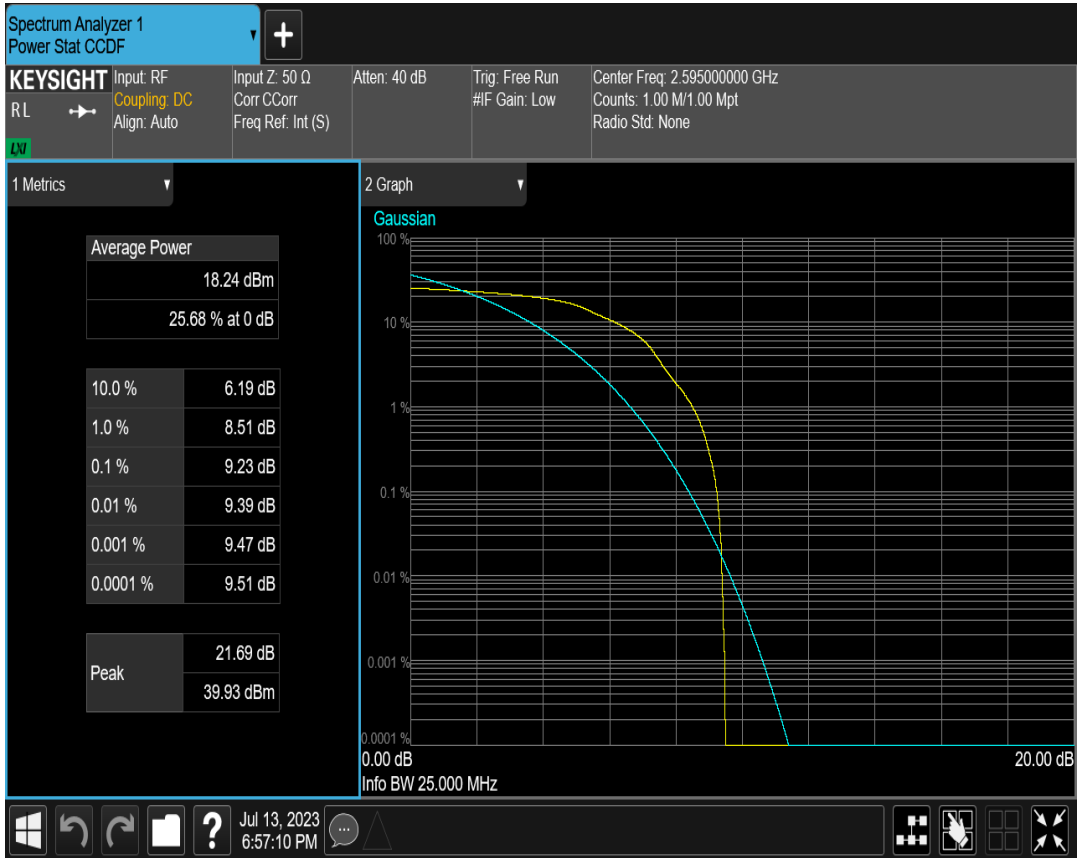 Spectrum Analyzer 1
Power Stat CCDF
KEYSIGHT
RL
LXI
Input: RF
Coupling: DC
Align: Auto
Input Z: 50 Ω
Corr CCorr
Freq Ref: Int (S)
Atten: 40 dB
Trig: Free Run
#IF Gain: Low
Center Freq: 2.595000000 GHz
Counts: 1.00 M/1.00 Mpt
Radio Std: None
1 Metrics
Average Power
18.24 dBm
25.68 % at 0 dB
10.0 % 6.19 dB
1.0 % 8.51 dB
0.1 % 9.23 dB
0.01 % 9.39 dB
0.001 % 9.47 dB
0.0001 % 9.51 dB
Peak
21.69 dB
39.93 dBm
2 Graph
Gaussian
100 %
10 %
1 %
0.1 %
0.01 %
0.001 %
0.0001 %
0.00 dB 20.00 dB
Info BW 25.000 MHz
Jul 13, 2023
6:57:10 PM